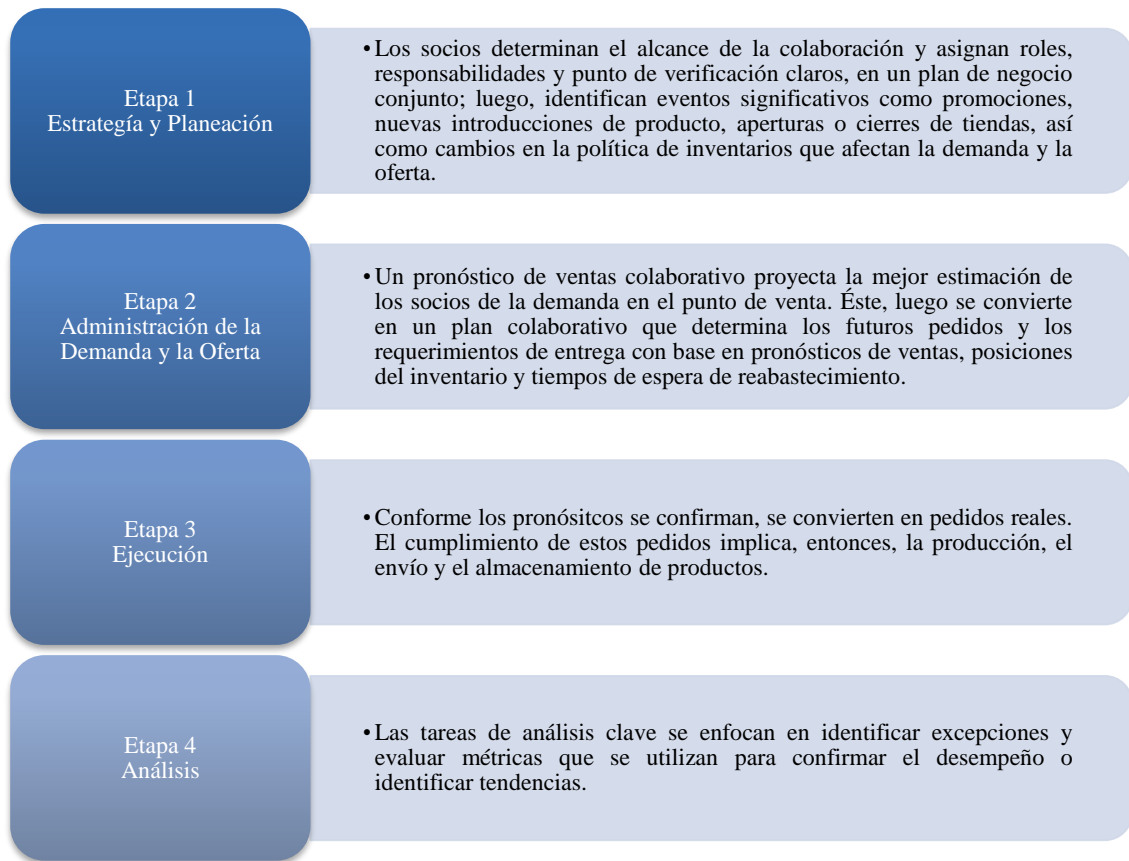 Etapa 1
Estrategía y Planeación
•Los socios determinan el alcance de la colaboración y asignan roles,
responsabilidades y punto de verificación claros, en un plan de negocio
conjunto; luego, identifican eventos significativos como promociones,
nuevas introducciones de producto, aperturas o cierres de tiendas, así
como cambios en la política de inventarios que afectan la demanda y la
oferta.
Etapa 2
Administración de la
Demanda y la Oferta
•Un pronóstico de ventas colaborativo proyecta la mejor estimación de
los socios de la demanda en el punto de venta. Éste, luego se convierte
en un plan colaborativo que determina los futuros pedidos y los
requerimientos de entrega con base en pronósticos de ventas, posiciones
del inventario y tiempos de espera de reabastecimiento.
Etapa 3
Ejecución
•Conforme los pronósitcos se confirman, se convierten en pedidos reales.
El cumplimiento de estos pedidos implica, entonces, la producción, el
envío y el almacenamiento de productos.
Etapa 4
Análisis
•Las tareas de análisis clave se enfocan en identificar excepciones y
evaluar métricas que se utilizan para confirmar el desempeño o
identificar tendencias.